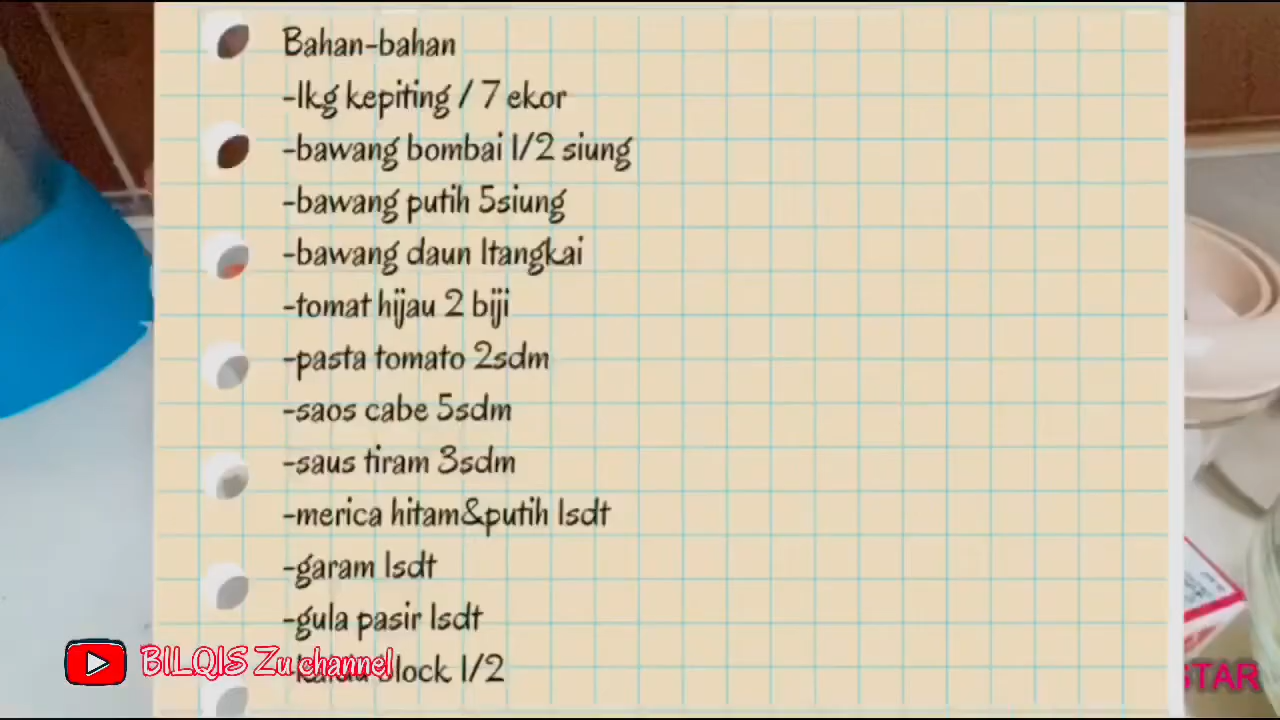 Bahan-bahan
-1kg kepiting / 7 ekor
-bawang bombai 1/2 siung
-bawang putih 5siung
-bawang daun 1tangkai
-tomat hijau 2 biji
-pasta tomato 2sdm
-saos cabe 5sdm
-saus tiram 3sdm
-merica hitam&putih 1sdt
-garam 1sdt
-gula pasir 1sdt
block 1/2
BILQIS Zu channel
STAR